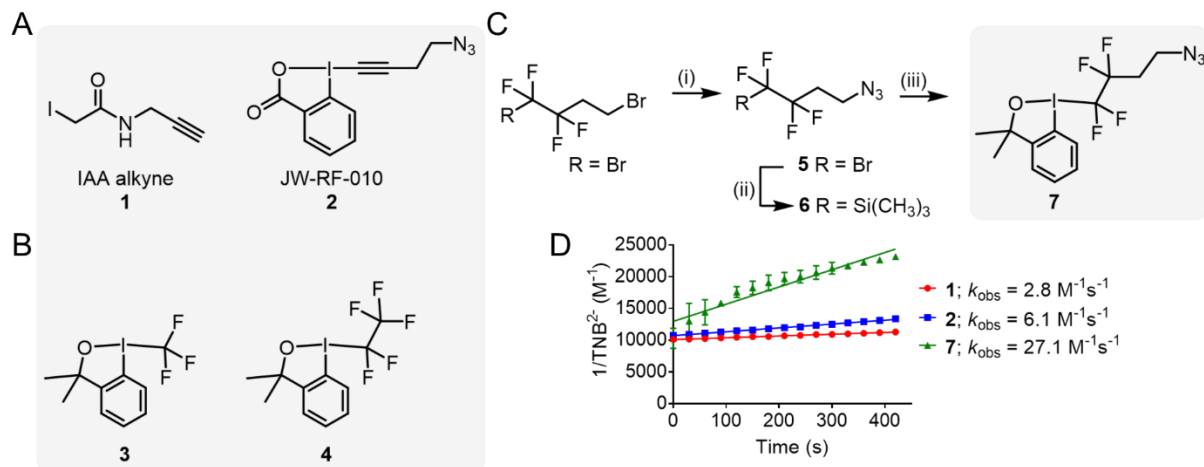 A
I
O
N
H
IAA alkyne
1
O
I
O
N3
JW-RF-010
2
B
O
I
F
F
F
3
O
I
F
F
F
F
F
4
C
F
F
R
F
F
Br
R = Br
(i)
F
F
R
F
F
N3
5 R = Br
(ii)
6 R = Si(CH3)3
(iii)
F
F
N3
O
I
F
F
7
D
1/TNB2- (M-1)
25000
20000
15000
10000
5000
0
0 100 200 300 400
Time (s)
1; kobs = 2.8 M-1s-1
2; kobs = 6.1 M-1s-1
7; kobs = 27.1 M-1s-1